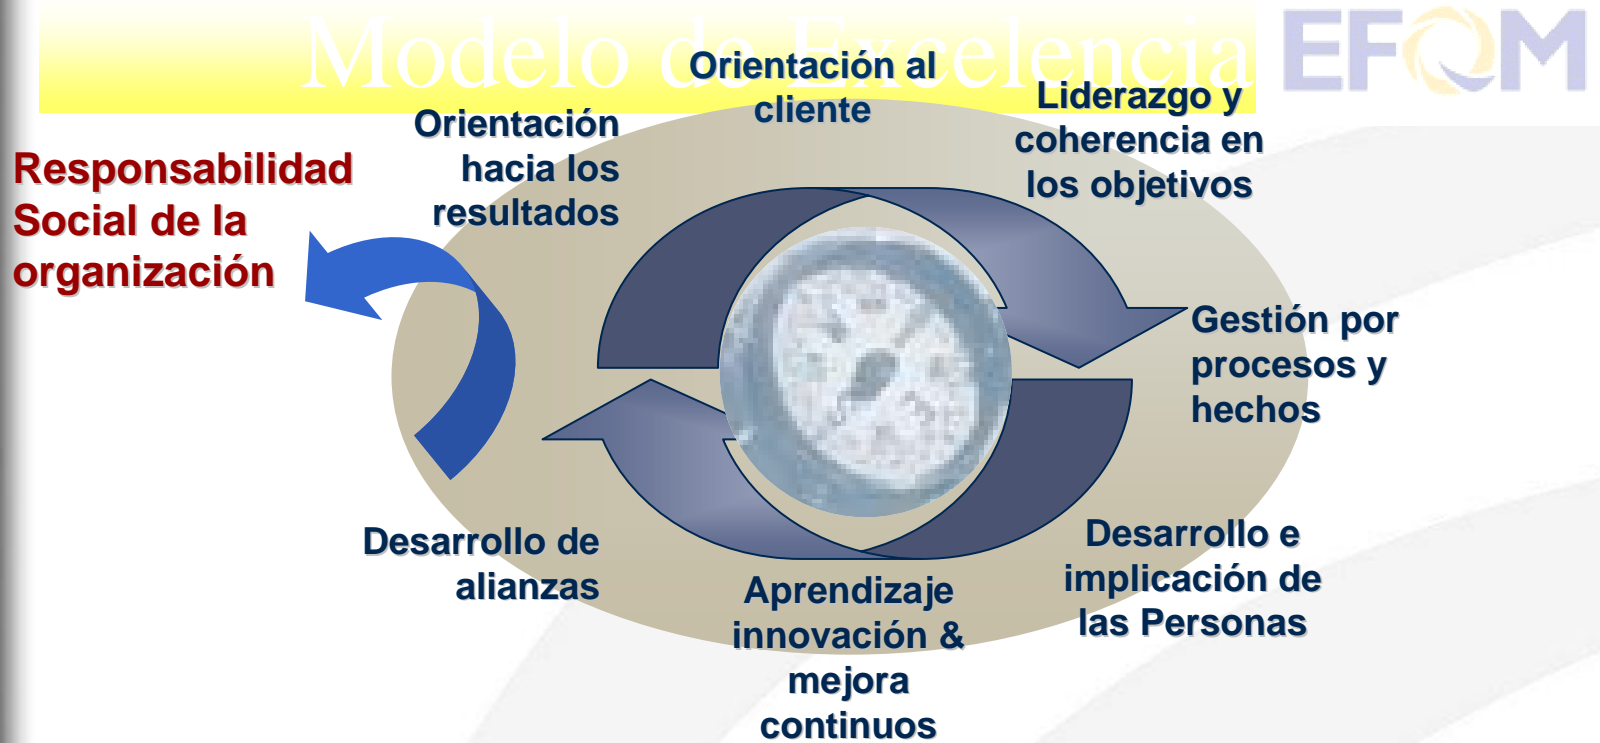 Modelo de Excelencia
EFQM
Orientación al
cliente
Liderazgo y
coherencia en
los objetivos
Orientación
hacia los
resultados
Responsabilidad
Social de la
organización
Gestión por
procesos y
hechos
Desarrollo e
implicación de
las Personas
Aprendizaje
innovación &
mejora
continuos
Desarrollo de
alianzas